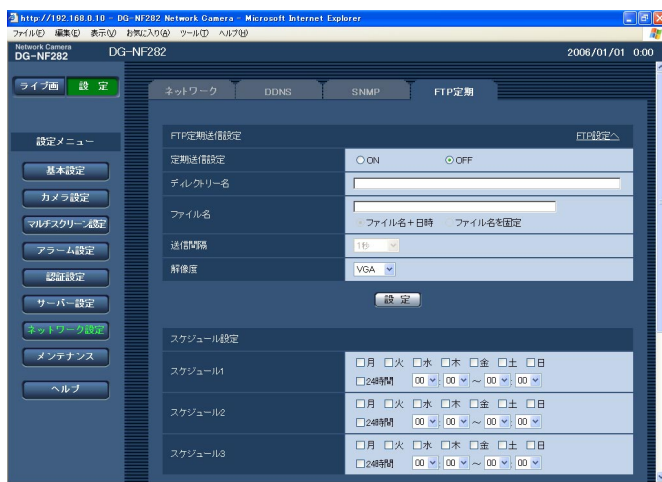 http://192.168.0.10 - DG-NF282 Network Camera - Microsoft Internet Explorer
ファイル(F) 編集(E) 表示(V) お気に入り(A) ツール(T) ヘルプ(H)
Network Camera
DG-NF282
DG-NF282
2006/01/01 0:00
ライブ画 設 定
ネットワーク DDNS SNMP FTP定期
設定メニュー
基本設定
カメラ設定
マルチスクリーン設定
アラーム設定
認証設定
サーバー設定
ネットワーク設定
メンテナンス
ヘルプ
FTP定期送信設定 FTP設定へ
定期送信設定 ON OFF
ディレクトリー名
ファイル名
ファイル名+日時 ファイル名を固定
送信間隔 1秒
解像度 VGA
設 定
スケジュール設定
スケジュール1 月 火 水 木 金 土 日
24時間 00 : 00 ~ 00 : 00
スケジュール2 月 火 水 木 金 土 日
24時間 00 : 00 ~ 00 : 00
スケジュール3 月 火 水 木 金 土 日
24時間 00 : 00 ~ 00 : 00